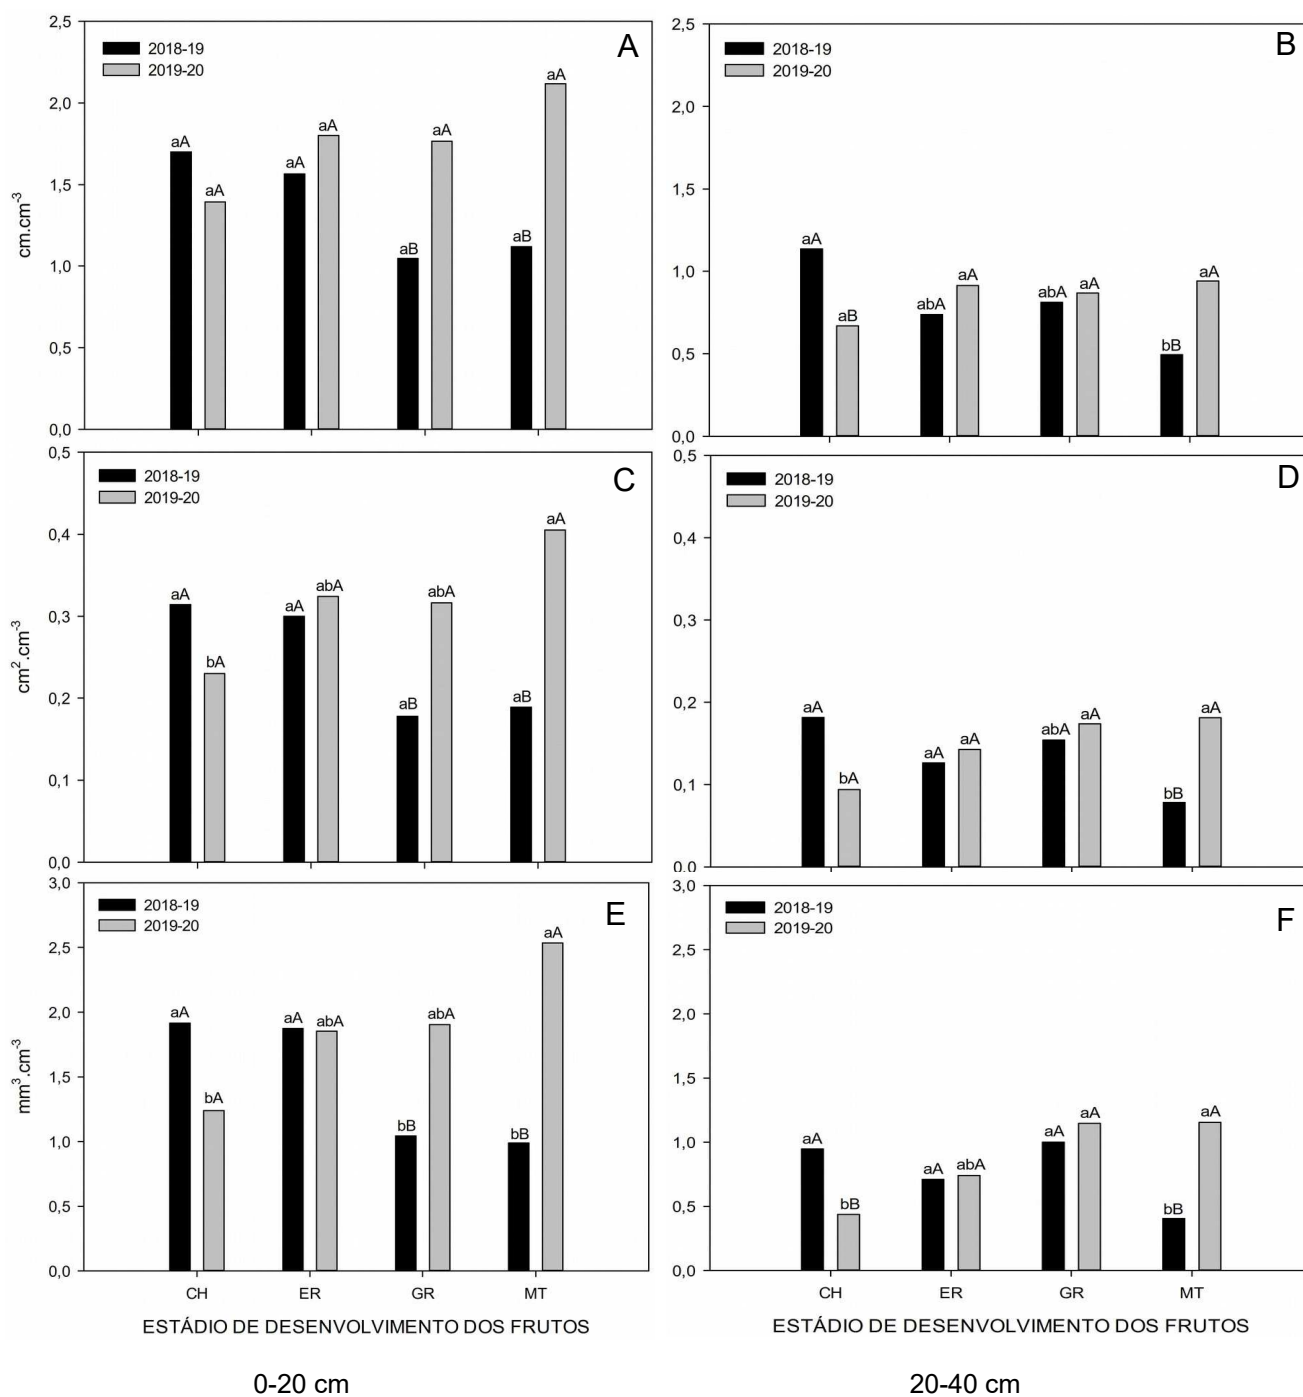 A
2018-19
2019-20
cm.cm-3
2,5
2,0
1,5
1,0
0,5
0,0
aA aA aA aA aB aA aB aA
B
2018-19
2019-20
2,5
2,0
1,5
1,0
0,5
0,0
aA aB abA aA abA aA bB aA
C
2018-19
2019-20
cm2.cm-3
0,5
0,4
0,3
0,2
0,1
0,0
aA bA aA abA aB abA aB aA
D
2018-19
2019-20
0,5
0,4
0,3
0,2
0,1
0,0
aA bA aA aA abA aA bB aA
E
2018-19
2019-20
mm3.cm-3
3,0
2,5
2,0
1,5
1,0
0,5
0,0
aA bA aA abA bB abA bB aA
CH ER GR MT
ESTÁDIO DE DESENVOLVIMENTO DOS FRUTOS
0-20 cm
F
2018-19
2019-20
3,0
2,5
2,0
1,5
1,0
0,5
0,0
aA bB aA abA aA aA bB aA
CH ER GR MT
ESTÁDIO DE DESENVOLVIMENTO DOS FRUTOS
20-40 cm